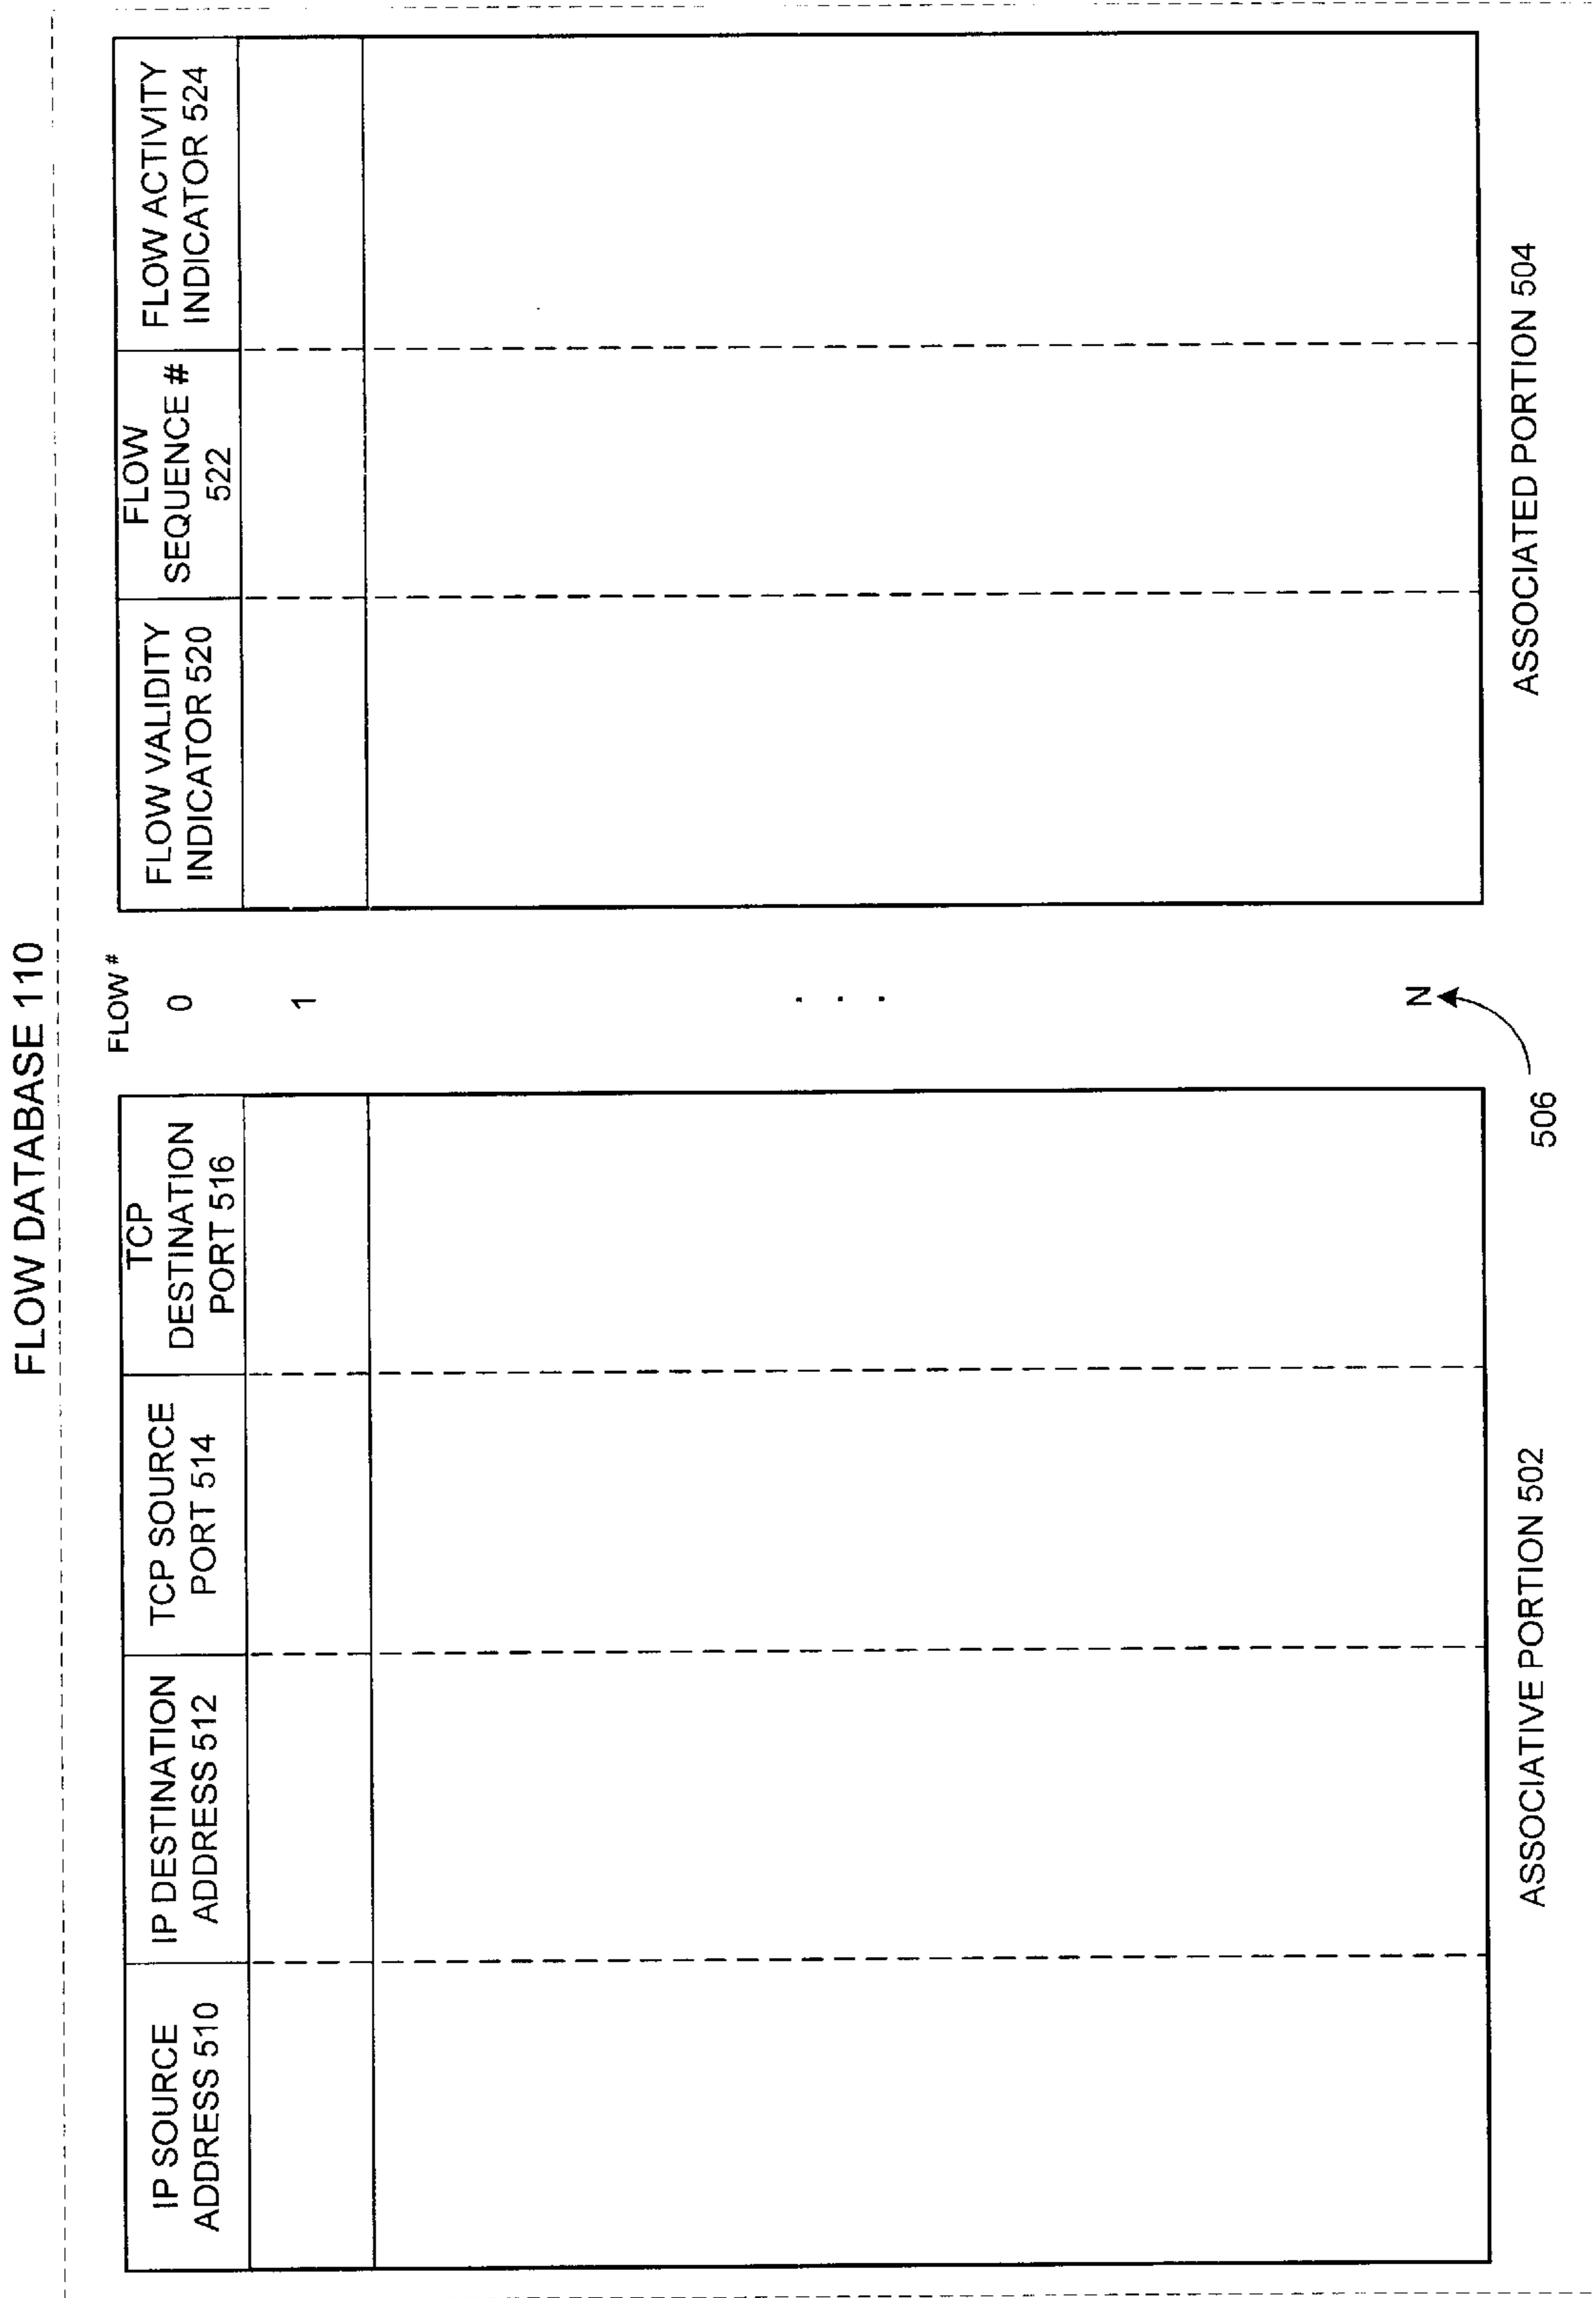 FLOW DATABASE 110
IP SOURCE
ADDRESS 510
IP DESTINATION
ADDRESS 512
TCP SOURCE
PORT 514
TCP
DESTINATION
PORT 516
FLOW #
0
1
. . .
N
506
FLOW VALIDITY
INDICATOR 520
FLOW
SEQUENCE #
522
FLOW ACTIVITY
INDICATOR 524
ASSOCIATIVE PORTION 502
ASSOCIATED PORTION 504